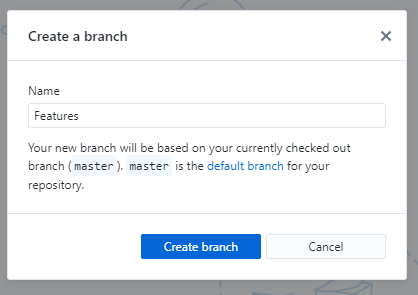 Create a branch
Name
Features
Your new branch will be based on your currently checked out
branch (master). master is the default branch for your
repository.
Create branch
Cancel